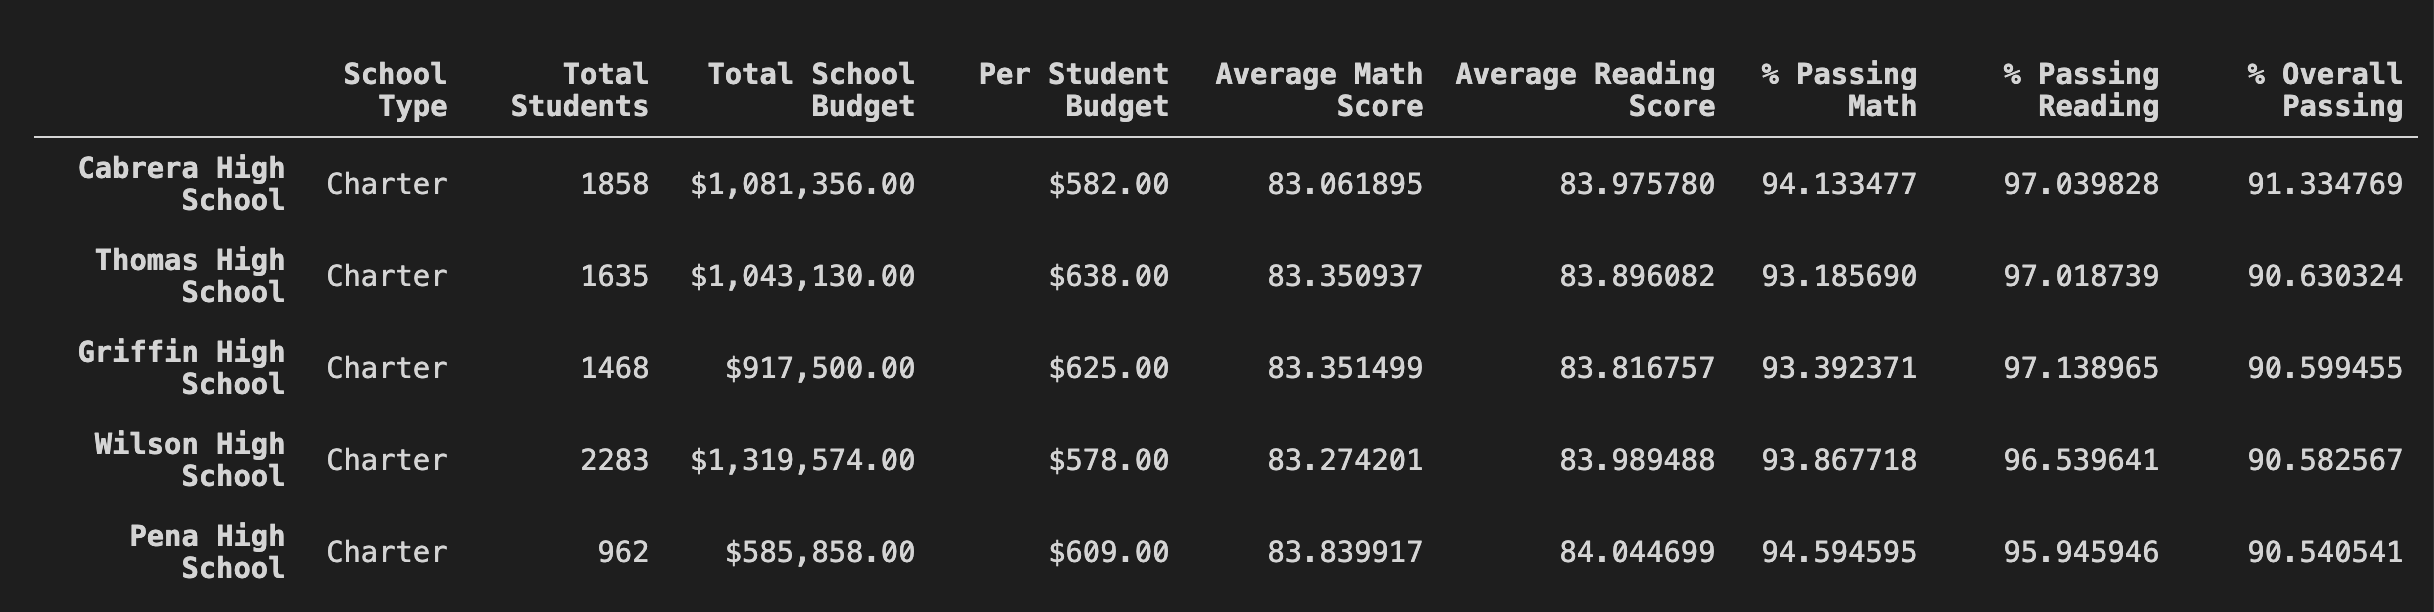 School Total Total School Per Student Average Math Average Reading % Passing % Passing % Overall
Type Students Budget Budget Score Score Math Reading Passing
Cabrera High
School Charter 1858 $1,081,356.00 $582.00 83.061895 83.975780 94.133477 97.039828 91.334769
Thomas High
School Charter 1635 $1,043,130.00 $638.00 83.350937 83.896082 93.185690 97.018739 90.630324
Griffin High
School Charter 1468 $917,500.00 $625.00 83.351499 83.816757 93.392371 97.138965 90.599455
Wilson High
School Charter 2283 $1,319,574.00 $578.00 83.274201 83.989488 93.867718 96.539641 90.582567
Pena High
School Charter 962 $585,858.00 $609.00 83.839917 84.044699 94.594595 95.945946 90.540541